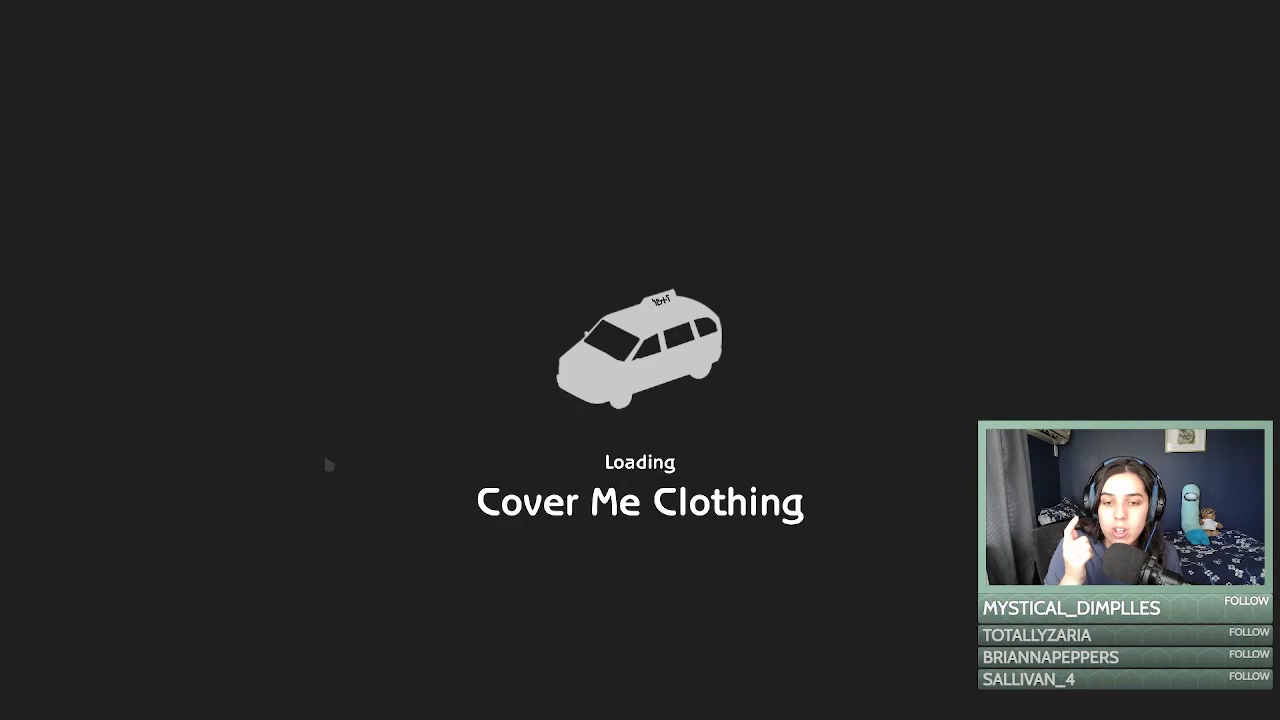 Loading
Cover Me Clothing
MYSTICAL_DIMPLLES FOLLOW
TOTALLYZARIA FOLLOW
BRIANNAPEPPERS FOLLOW
SALLIVAN_4 FOLLOW